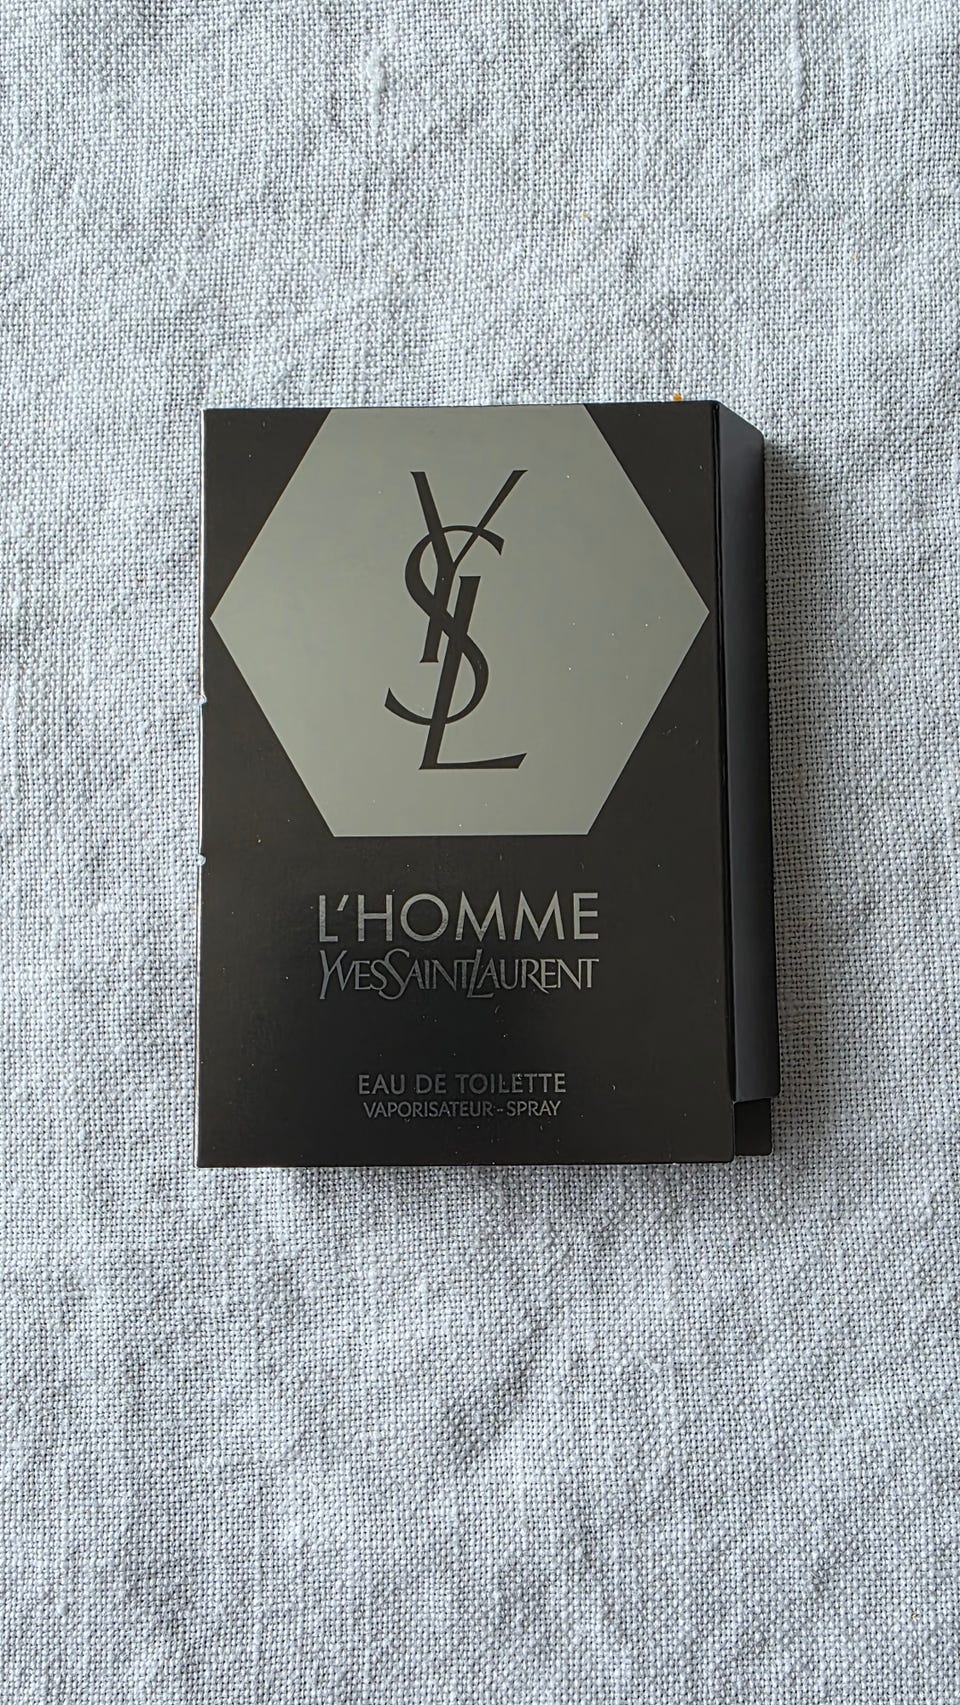 YSL
L'HOMME
YVESSAINTLAURENT
EAU DE TOILETTE
VAPORISATEUR-SPRAY